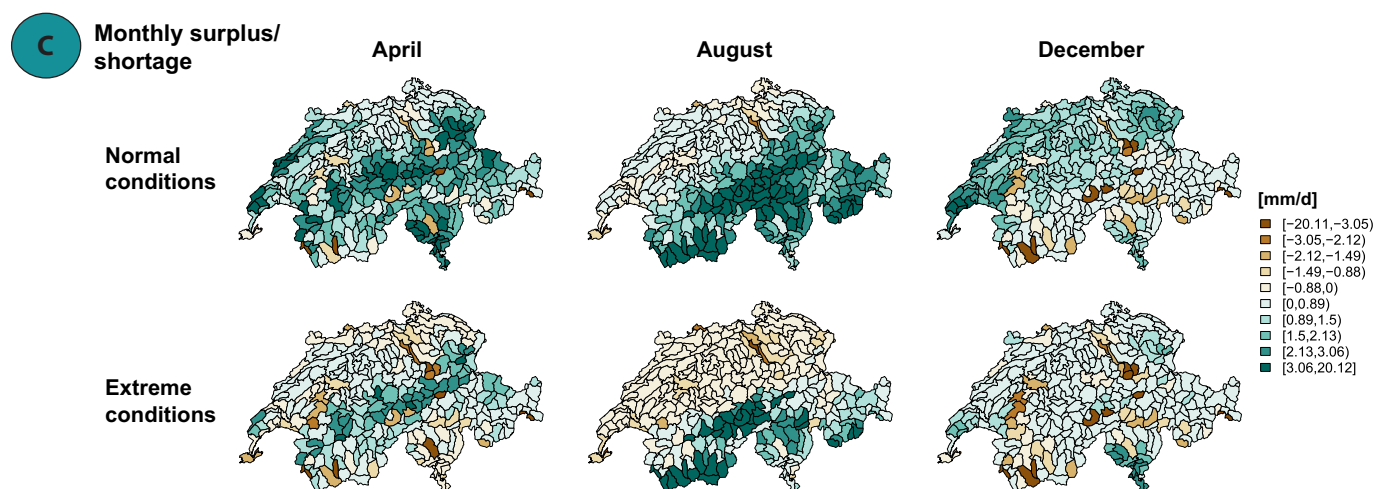 C
Monthly surplus/
shortage
April
August
December
Normal
conditions
Extreme
conditions
[mm/d]
[−20.11,−3.05)
[−3.05,−2.12)
[−2.12,−1.49)
[−1.49,−0.88)
[−0.88,0)
[0,0.89)
[0.89,1.5)
[1.5,2.13)
[2.13,3.06)
[3.06,20.12]